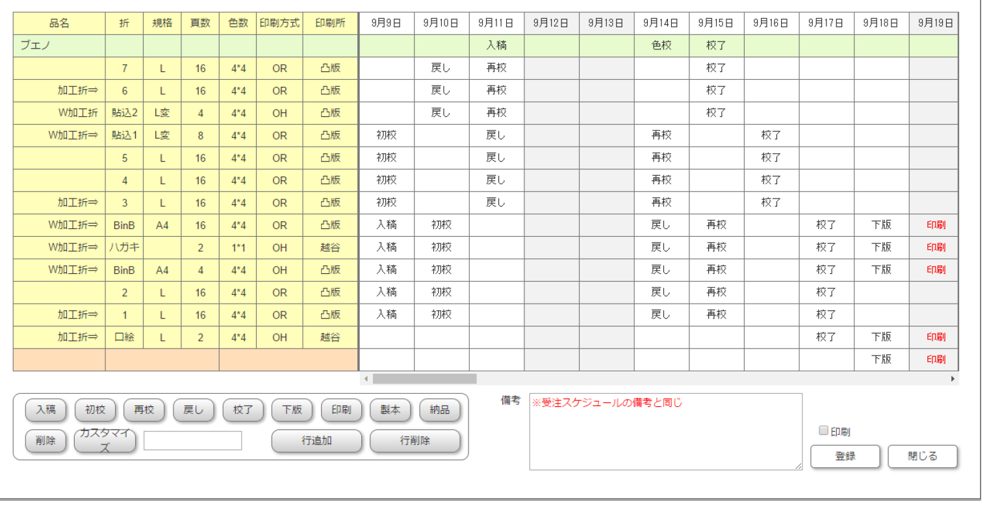 品名 折 規格 頁数 色数 印刷方式 印刷所 9月9日 9月10日 9月11日 9月12日 9月13日 9月14日 9月15日 9月16日 9月17日 9月18日 9月19日
ブエノ 入稿 色校 校了
7 L 16 4*4 OR 凸版 戻し 再校 校了
加工折⇒ 6 L 16 4*4 OR 凸版 戻し 再校 校了
W加工折 貼込2 L変 4 4*4 OH 凸版 戻し 再校 校了
W加工折⇒ 貼込1 L変 8 4*4 OR 凸版 初校 戻し 再校 校了
5 L 16 4*4 OR 凸版 初校 戻し 再校 校了
4 L 16 4*4 OR 凸版 初校 戻し 再校 校了
加工折⇒ 3 L 16 4*4 OR 凸版 初校 戻し 再校 校了
W加工折⇒ BinB A4 16 4*4 OR 凸版 入稿 初校 戻し 再校 校了 下版 印刷
W加工折⇒ ハガキ 2 1*1 OH 越谷 入稿 初校 戻し 再校 校了 下版 印刷
W加工折⇒ BinB A4 4 4*4 OH 凸版 入稿 初校 戻し 再校 校了 下版 印刷
2 L 16 4*4 OR 凸版 入稿 初校 戻し 再校 校了
加工折⇒ 1 L 16 4*4 OR 凸版 入稿 初校 戻し 再校 校了
加工折⇒ 口絵 L 2 4*4 OH 越谷 校了 下版 印刷
下版 印刷
入稿 初校 再校 戻し 校了 下版 印刷 製本 納品
削除 カスタマイ
ズ
行追加 行削除
備考 ※受注スケジュールの備考と同じ
印刷
登録 閉じる